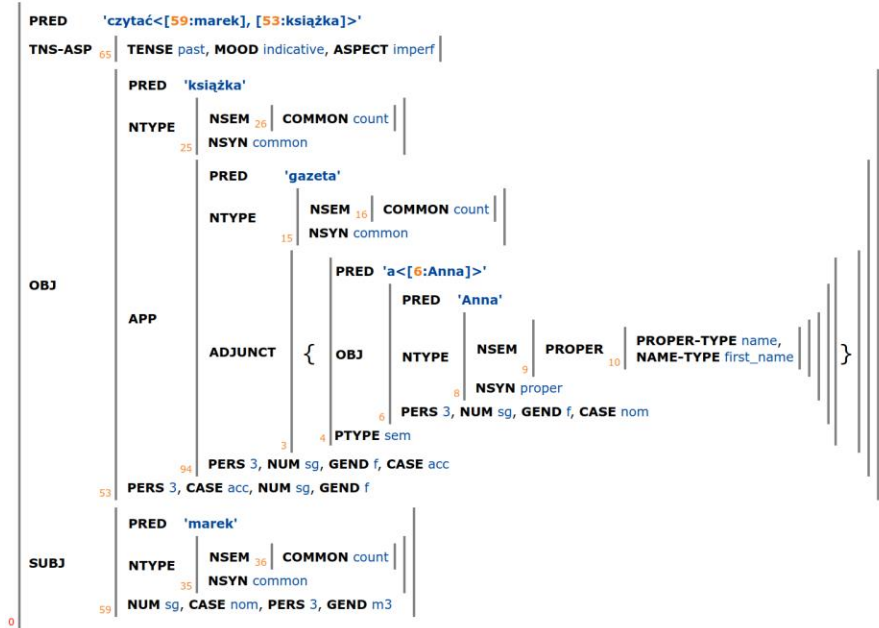 PRED 'czytać<[59:marek], [53:książka]>'
TNS-ASP 65 TENSE past, MOOD indicative, ASPECT imperf
PRED 'książka'
NTYPE 25 NSEM 26 COMMON count
NSYN common
PRED 'gazeta'
NTYPE 15 NSEM 16 COMMON count
NSYN common
PRED 'a<[6:Anna]>'
OBJ
PRED 'Anna'
APP
ADJUNCT 3 { 4 OBJ 6 NTYPE 8 NSEM 9 PROPER 10 PROPER-TYPE name, }
NAME-TYPE first_name
NSYN proper
PERS 3, NUM sg, GEND f, CASE nom
PTYPE sem
94 PERS 3, NUM sg, GEND f, CASE acc
53 PERS 3, CASE acc, NUM sg, GEND f
PRED 'marek'
SUBJ NTYPE 35 NSEM 36 COMMON count
NSYN common
59 NUM sg, CASE nom, PERS 3, GEND m3
0